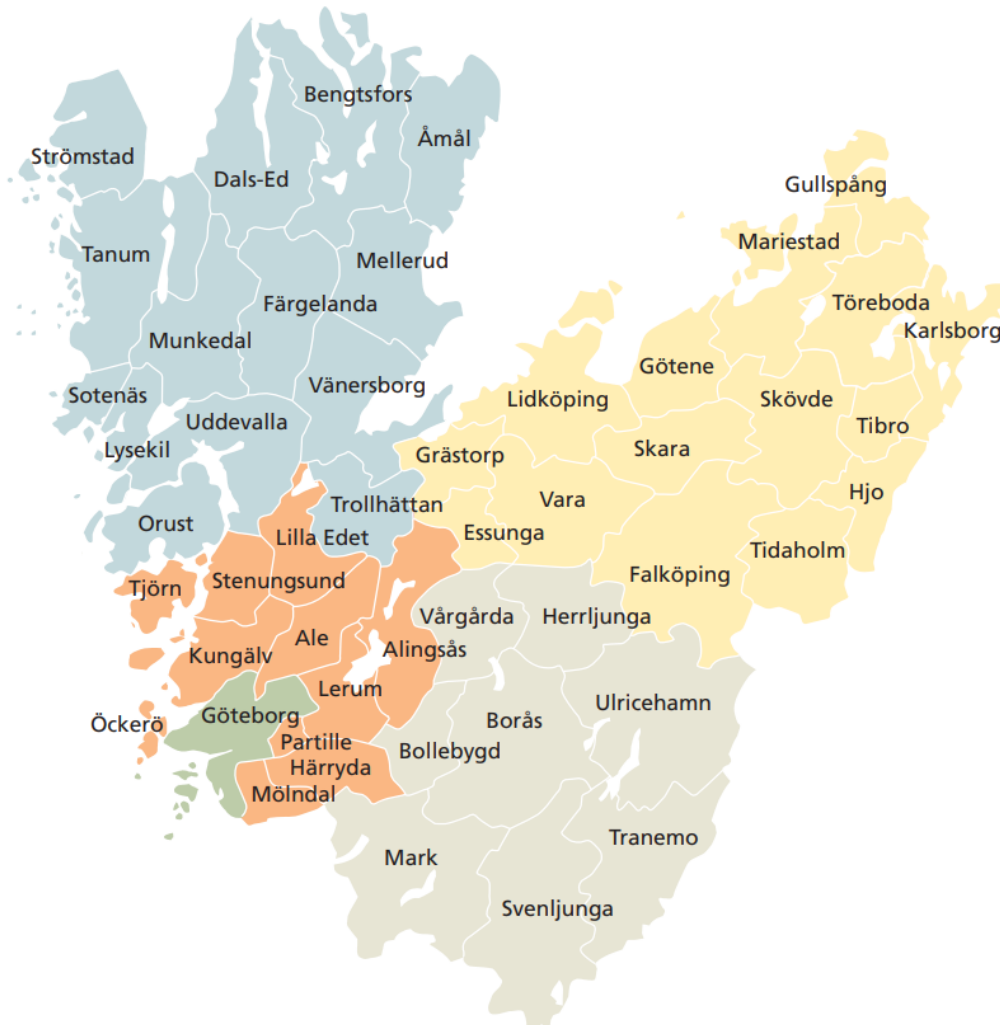 Bengtsfors
Åmål
Strömstad
Dals-Ed
Gullspång
Mariestad
Tanum
Mellerud
Färgelanda
Töreboda
Karlsborg
Munkedal
Götene
Vänersborg
Sotenäs
Lidköping
Skövde
Uddevalla
Tibro
Lysekil
Grästorp
Skara
Hjo
Vara
Trollhättan
Orust
Essunga
Lilla Edet
Tidaholm
Falköping
Stenungsund
Tjörn
Vårgårda
Herrljunga
Ale
Alingsås
Kungälv
Lerum
Ulricehamn
Göteborg
Borås
Öckerö
Partille
Bollebygd
Härryda
Mölndal
Tranemo
Mark
Svenljunga